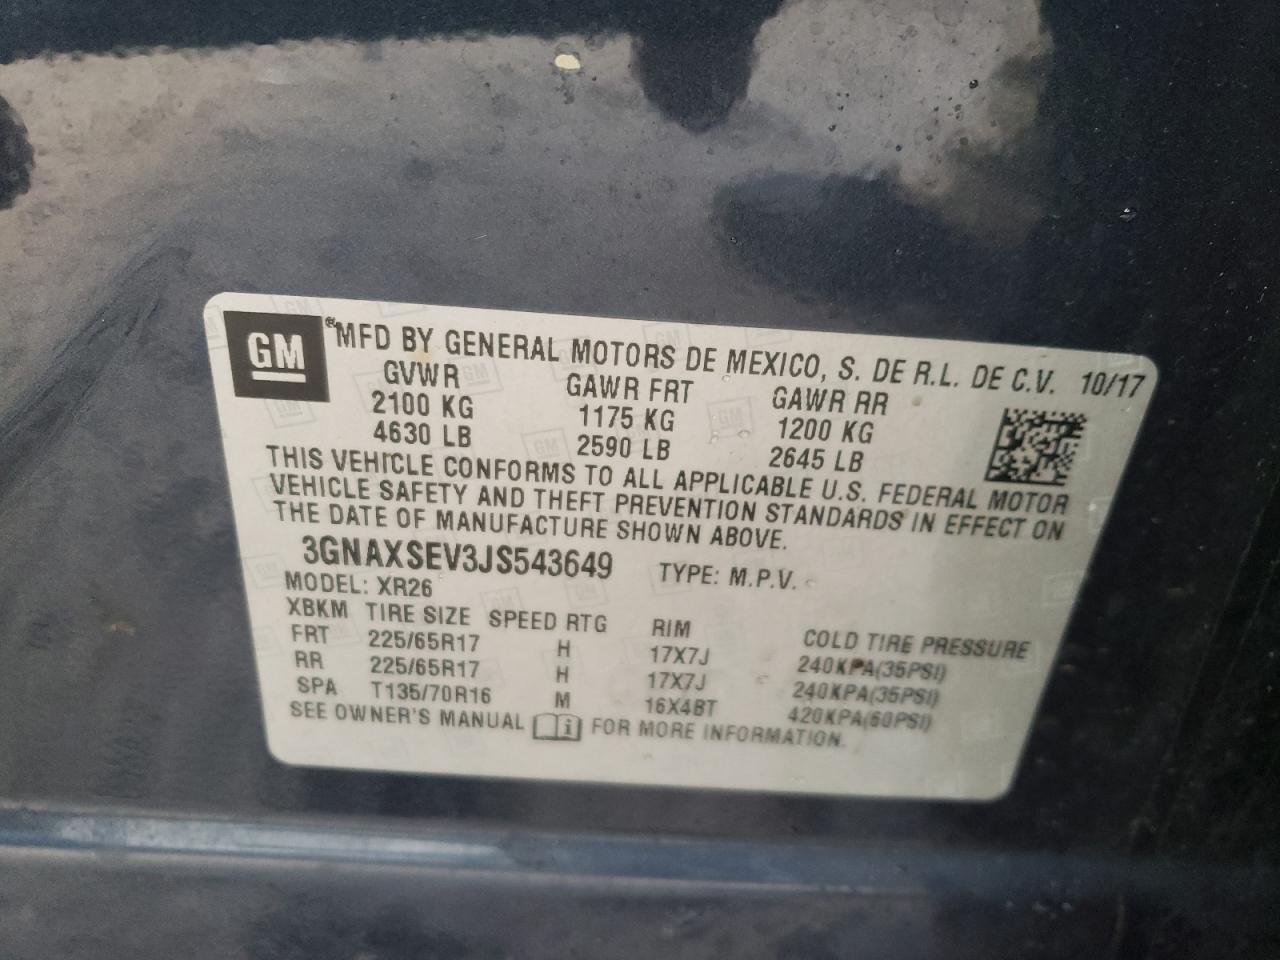 GM ® MFD BY GENERAL MOTORS DE MEXICO, S. DE R.L. DE C.V. 10/17
GVWR GAWR FRT GAWR RR
2100 KG 1175 KG 1200 KG
4630 LB 2590 LB 2645 LB
THIS VEHICLE CONFORMS TO ALL APPLICABLE U.S. FEDERAL MOTOR
VEHICLE SAFETY AND THEFT PREVENTION STANDARDS IN EFFECT ON
THE DATE OF MANUFACTURE SHOWN ABOVE.
3GNAXSEV3JS543649 TYPE: M.P.V.
MODEL: XR26
XBKM TIRE SIZE SPEED RTG RIM COLD TIRE PRESSURE
FRT 225/65R17 H 17X7J 240KPA(35PSI)
RR 225/65R17 H 17X7J 240KPA(35PSI)
SPA T135/70R16 M 16X4BT 420KPA(60PSI)
SEE OWNER'S MANUAL i FOR MORE INFORMATION.